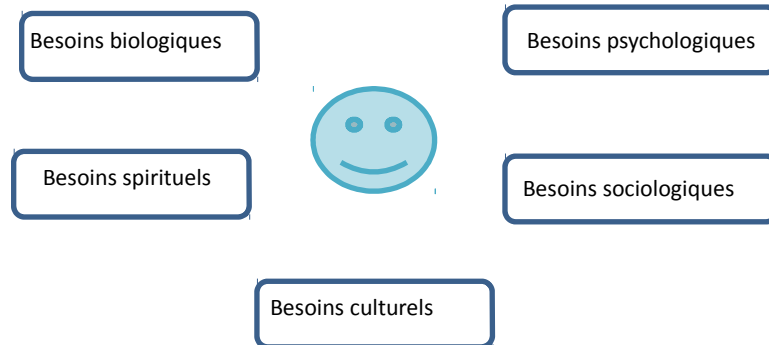 Besoins biologiques
Besoins psychologiques
Besoins spirituels
Besoins sociologiques
Besoins culturels